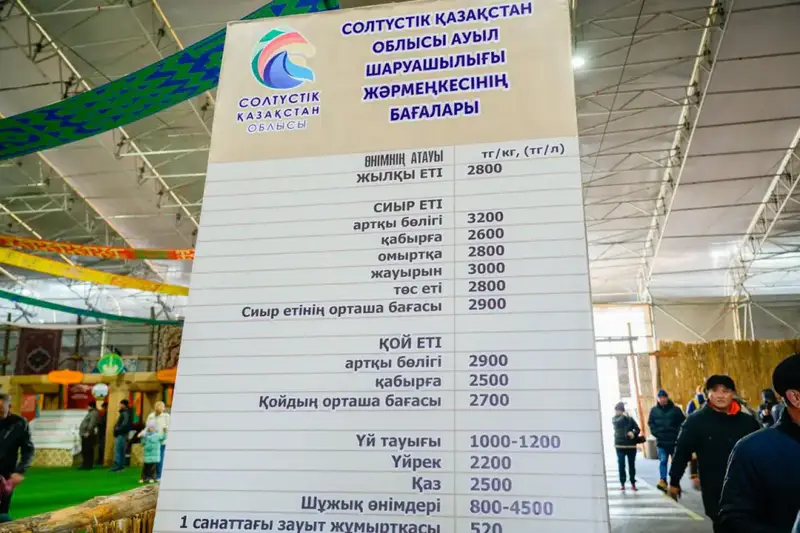 СОЛТҮСТІК
ҚАЗАҚСТАН
ОБЛЫСЫ
СОЛТҮСТІК ҚАЗАҚСТАН
ОБЛЫСЫ АУЫЛ
ШАРУАШЫЛЫҒЫ
ЖӘРМЕҢКЕСІНІҢ
БАҒАЛАРЫ
ӨНІМНІҢ АТАУЫ тг/кг, (тг/л)
ЖЫЛҚЫ ЕТІ 2800
СИЫР ЕТІ
артқы бөлігі 3200
қабырға 2600
омыртқа 2800
жауырын 3000
төс еті 2800
Сиыр етінің орташа бағасы 2900
ҚОЙ ЕТІ
артқы бөлігі 2900
қабырға 2500
Қойдың орташа бағасы 2700
Үй тауығы 1000-1200
Үйрек 2200
Қаз 2500
Шұжық өнімдері 800-4500
1 санаттағы зауыт жұмыртқасы 520